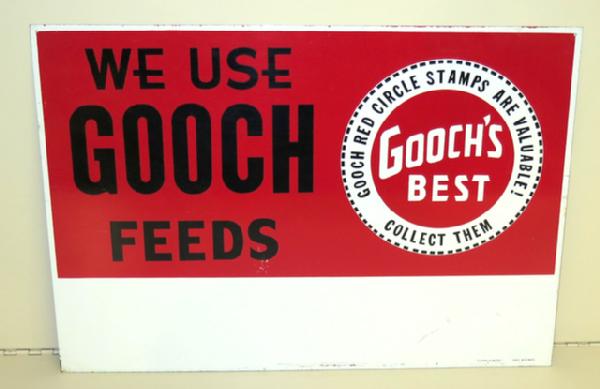 WE USE
GOOCH
FEEDS
GOOCH RED CIRCLE STAMPS ARE VALUABLE!
GOOCH'S
BEST
COLLECT THEM